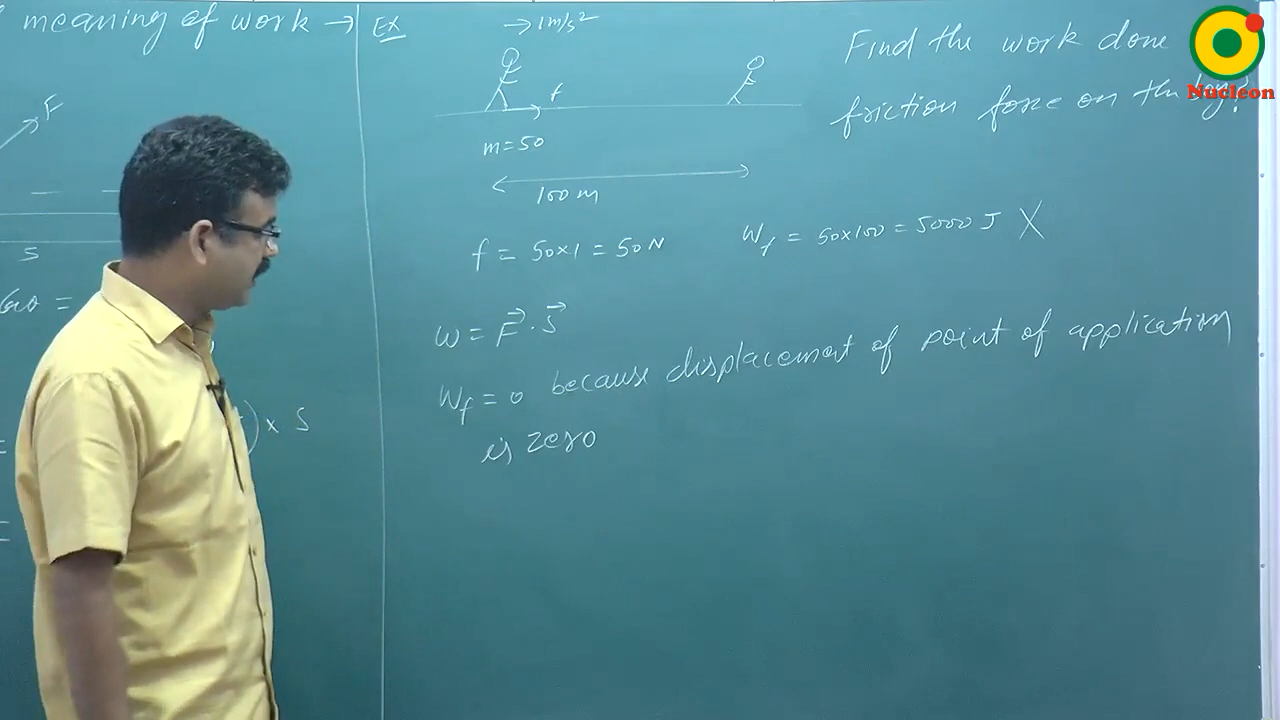 meaning of work →
F
S
) × S
Ex
→ 1m/s²
f
m = 50
100 m
f = 50×1 = 50 N
W = F⃗ . S⃗
W_f = 0 because displacement of point of application
is zero
Find the work done
friction force on the boy?
W_f = 50×100 = 5000 J X
Nucleon